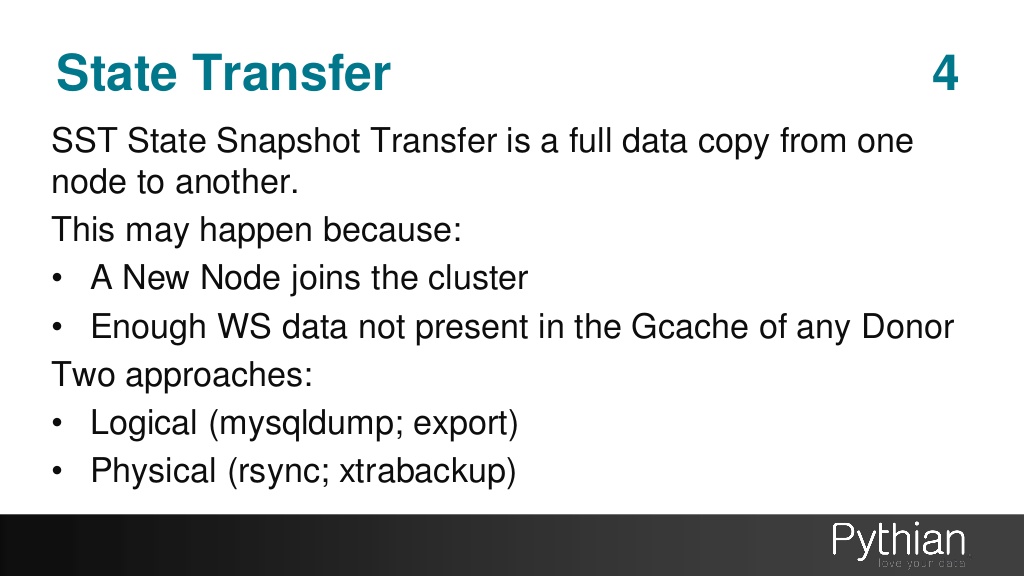 State Transfer 4
SST State Snapshot Transfer is a full data copy from one
node to another.
This may happen because:
• A New Node joins the cluster
• Enough WS data not present in the Gcache of any Donor
Two approaches:
• Logical (mysqldump; export)
• Physical (rsync; xtrabackup)
Pythian
love your data